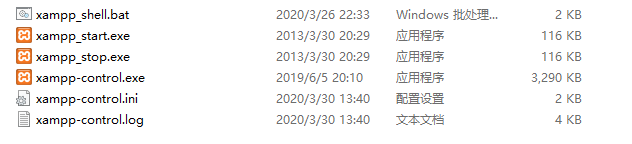 xampp_shell.bat 2020/3/26 22:33 Windows 批处理... 2 KB
xampp_start.exe 2013/3/30 20:29 应用程序 116 KB
xampp_stop.exe 2013/3/30 20:29 应用程序 116 KB
xampp-control.exe 2019/6/5 20:10 应用程序 3,290 KB
xampp-control.ini 2020/3/30 13:40 配置设置 2 KB
xampp-control.log 2020/3/30 13:40 文本文档 4 KB